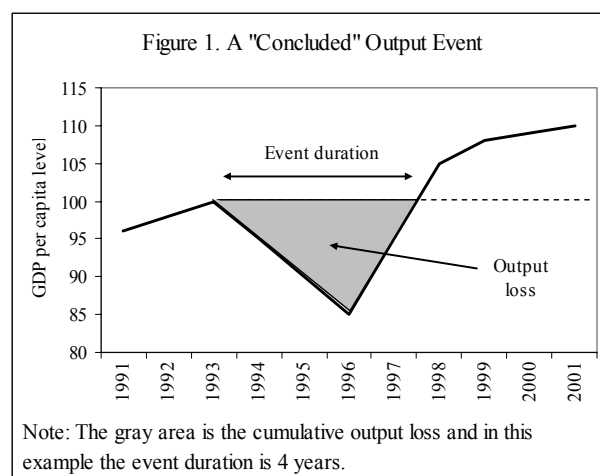 Figure 1. A "Concluded" Output Event
115
110
105
100
95
90
85
80
GDP per capita level
Event duration
Output
loss
1991
1992
1993
1994
1995
1996
1997
1998
1999
2000
2001
Note: The gray area is the cumulative output loss and in this
example the event duration is 4 years.